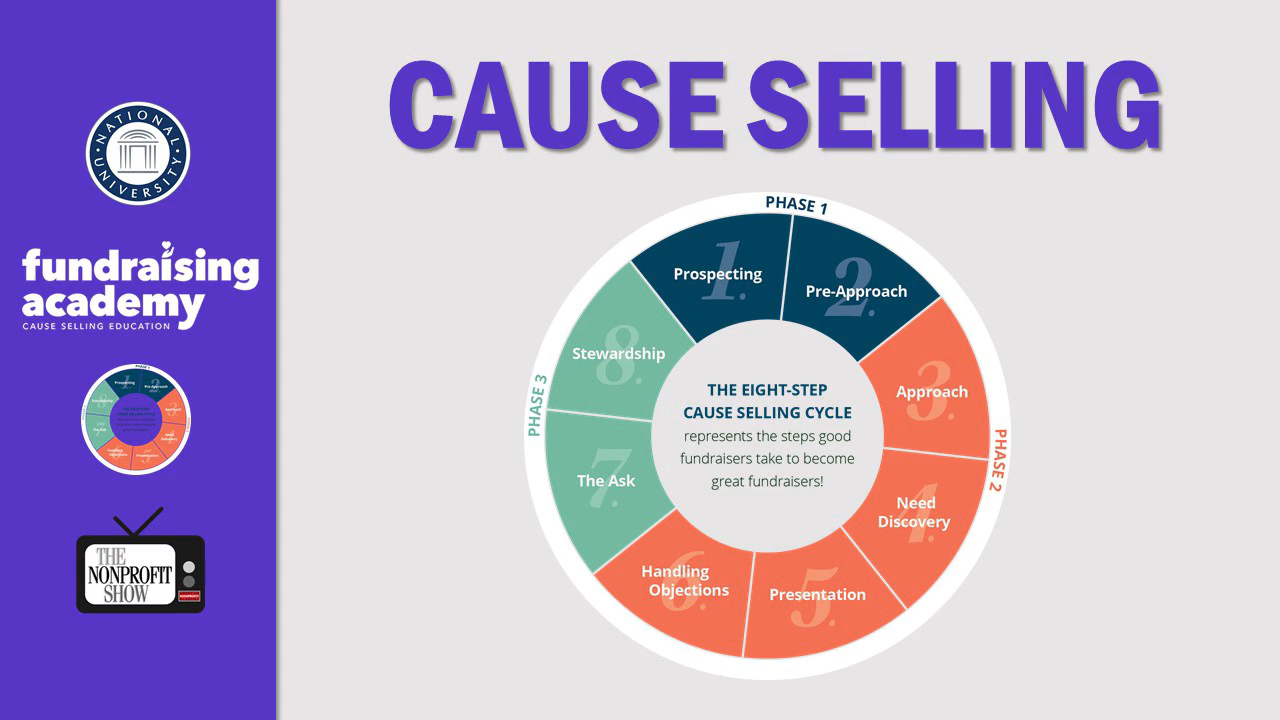 NATIONAL
· UNIVERSITY ·
fundraising
academy
CAUSE SELLING EDUCATION
THE
NONPROFIT
SHOW
CAUSE SELLING
PHASE 1
1.
Prospecting
2.
Pre-Approach
PHASE 2
3.
Approach
4.
Need
Discovery
5.
Presentation
6.
Handling
Objections
PHASE 3
7.
The Ask
8.
Stewardship
THE EIGHT-STEP
CAUSE SELLING CYCLE
represents the steps good
fundraisers take to become
great fundraisers!